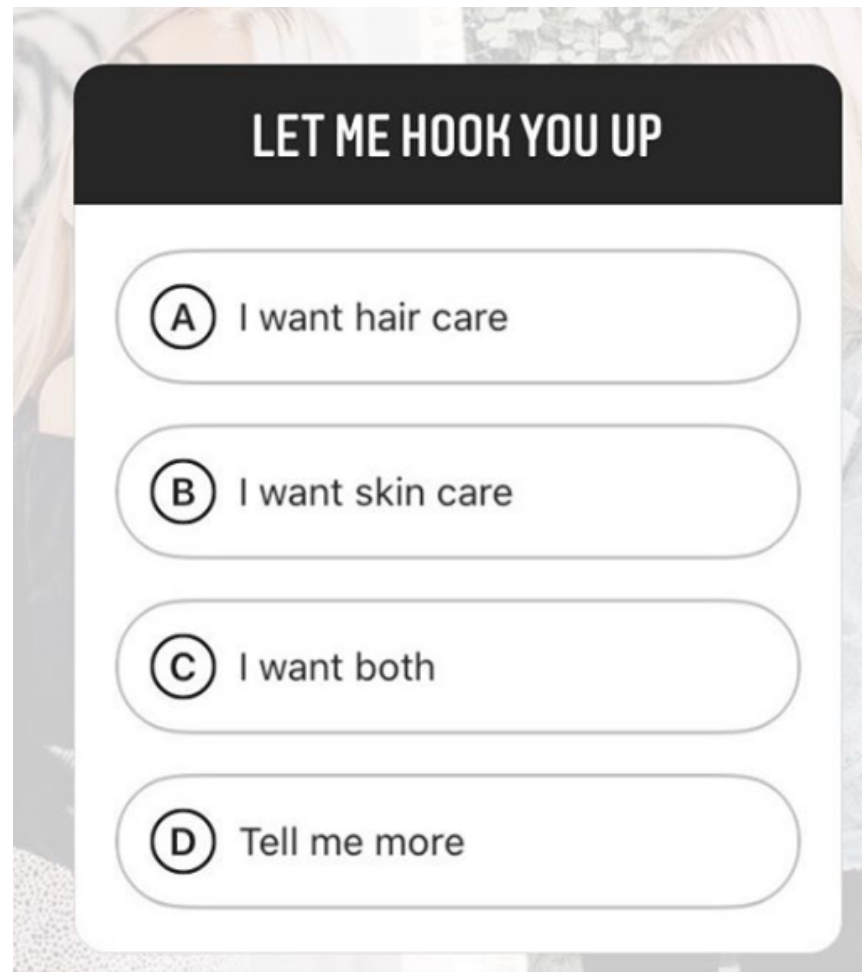 LET ME HOOK YOU UP
A I want hair care
B I want skin care
C I want both
D Tell me more